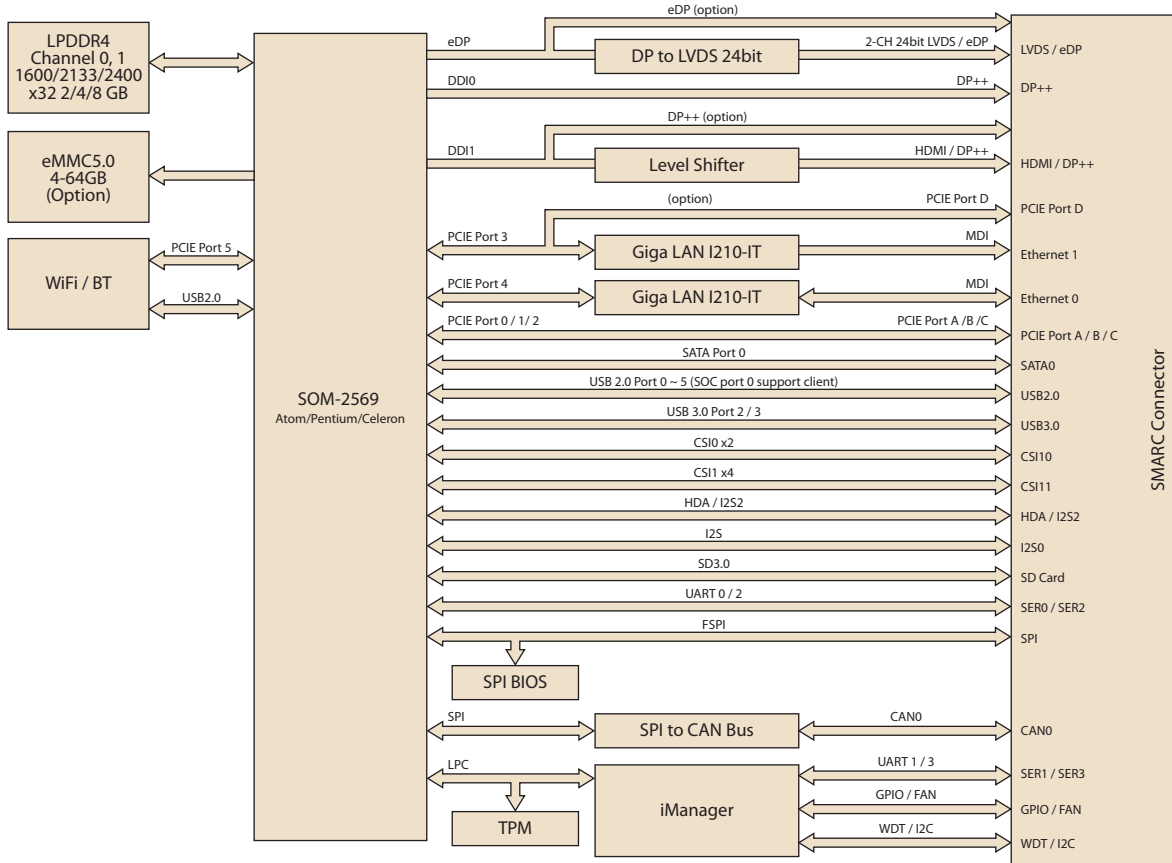 LPDDR4
Channel 0, 1
1600/2133/2400
x32 2/4/8 GB
eMMC5.0
4-64GB
(Option)
WiFi / BT
PCIE Port 5
USB2.0
SOM-2569
Atom/Pentium/Celeron
eDP (option)
eDP
DP to LVDS 24bit
2-CH 24bit LVDS / eDP
LVDS / eDP
DDI0
DP++
DP++
DP++ (option)
DDI1
Level Shifter
HDMI / DP++
HDMI / DP++
(option)
PCIE Port D
PCIE Port D
PCIE Port 3
Giga LAN I210-IT
MDI
Ethernet 1
PCIE Port 4
Giga LAN I210-IT
MDI
Ethernet 0
PCIE Port 0 / 1/ 2
PCIE Port A /B /C
PCIE Port A / B / C
SATA Port 0
SATA0
USB 2.0 Port 0 ~ 5 (SOC port 0 support client)
USB2.0
USB 3.0 Port 2 / 3
USB3.0
CSI0 x2
CSI10
CSI1 x4
CSI11
HDA / I2S2
HDA / I2S2
I2S
I2S0
SD3.0
SD Card
UART 0 / 2
SER0 / SER2
FSPI
SPI
SPI BIOS
SPI
SPI to CAN Bus
CAN0
CAN0
LPC
TPM
iManager
UART 1 / 3
SER1 / SER3
GPIO / FAN
GPIO / FAN
WDT / I2C
WDT / I2C
SMARC Connector